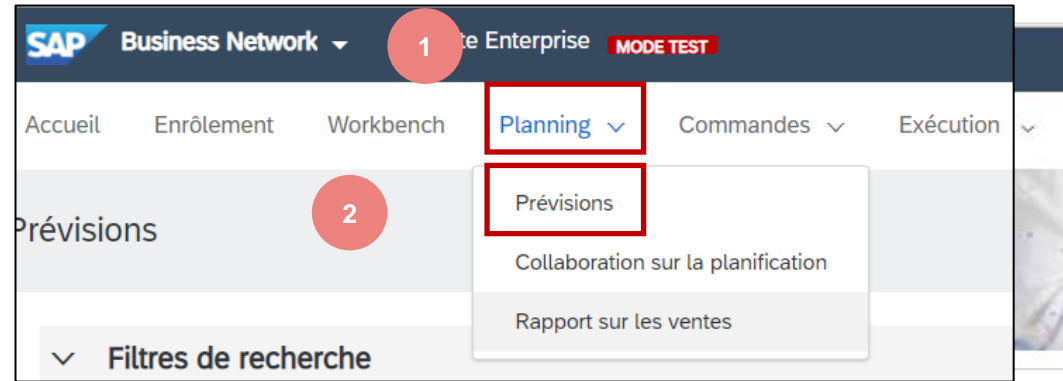 SAP Business Network 1 te Enterprise MODE TEST
Accueil Enrôlement Workbench Planning Commandes Exécution
Prévisions 2 Prévisions
Collaboration sur la planification
Rapport sur les ventes
Filtres de recherche